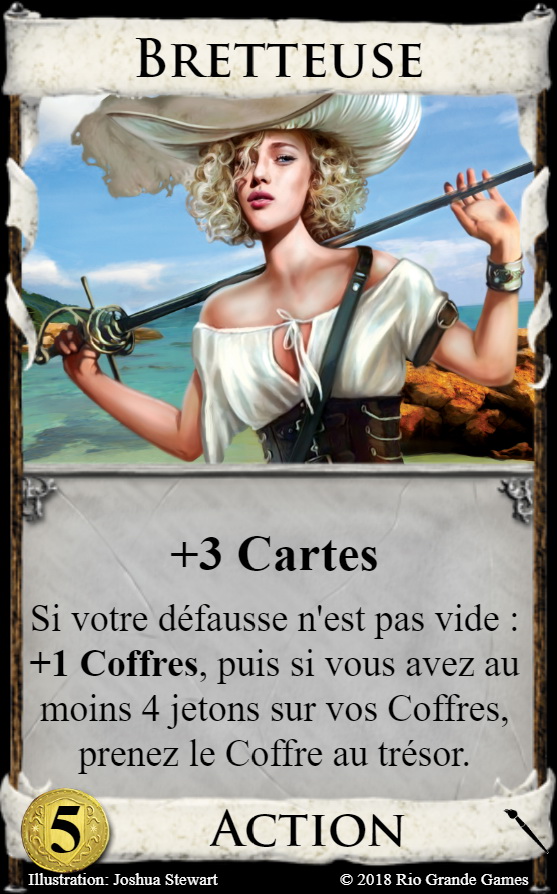 BRETTEUSE
+3 Cartes
Si votre défausse n'est pas vide :
+1 Coffres, puis si vous avez au
moins 4 jetons sur vos Coffres,
prenez le Coffre au trésor.
5
ACTION
Illustration: Joshua Stewart
© 2018 Rio Grande Games